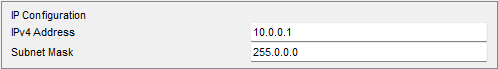 IP Configuration
IPv4 Address 10.0.0.1
Subnet Mask 255.0.0.0